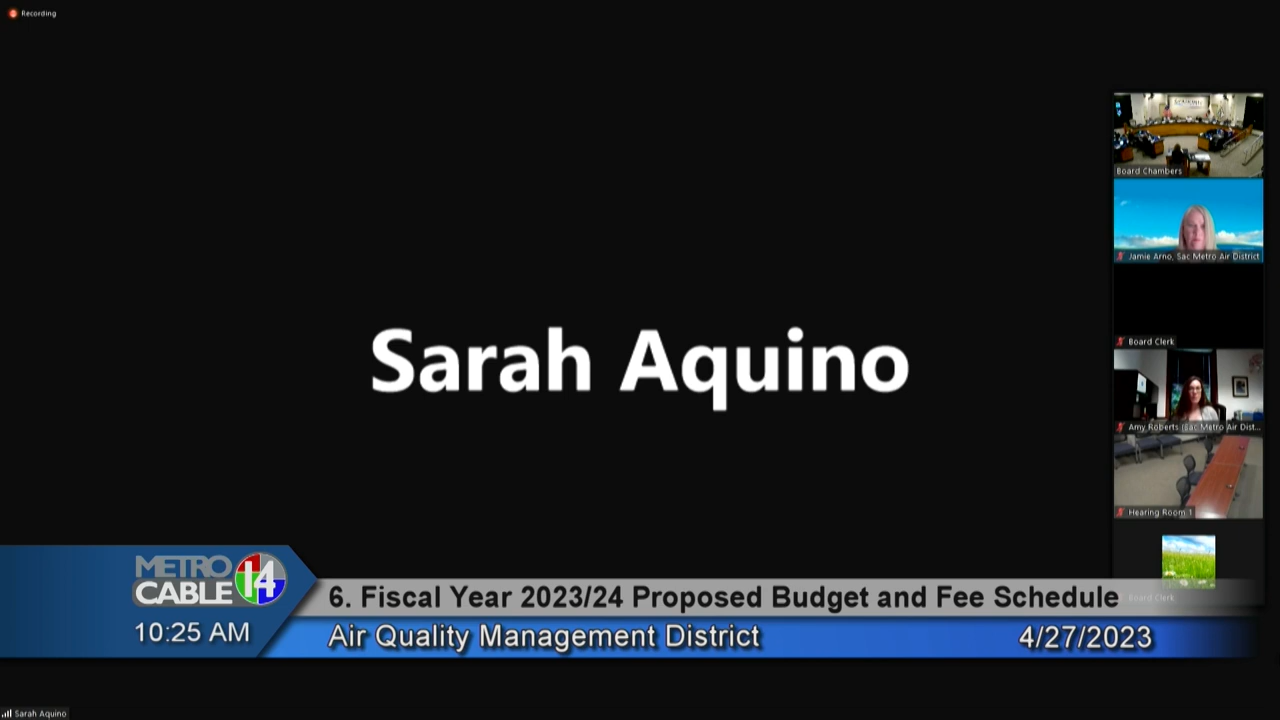 Recording
Board Chambers
Jamie Arno, Sac Metro Air District
Board Clerk
Sarah Aquino
Amy Roberts (Sac Metro Air Dist...
Hearing Room 1
METRO
CABLE 14
6. Fiscal Year 2023/24 Proposed Budget and Fee Schedule
Board Clerk
10:25 AM
Air Quality Management District
4/27/2023
Sarah Aquino